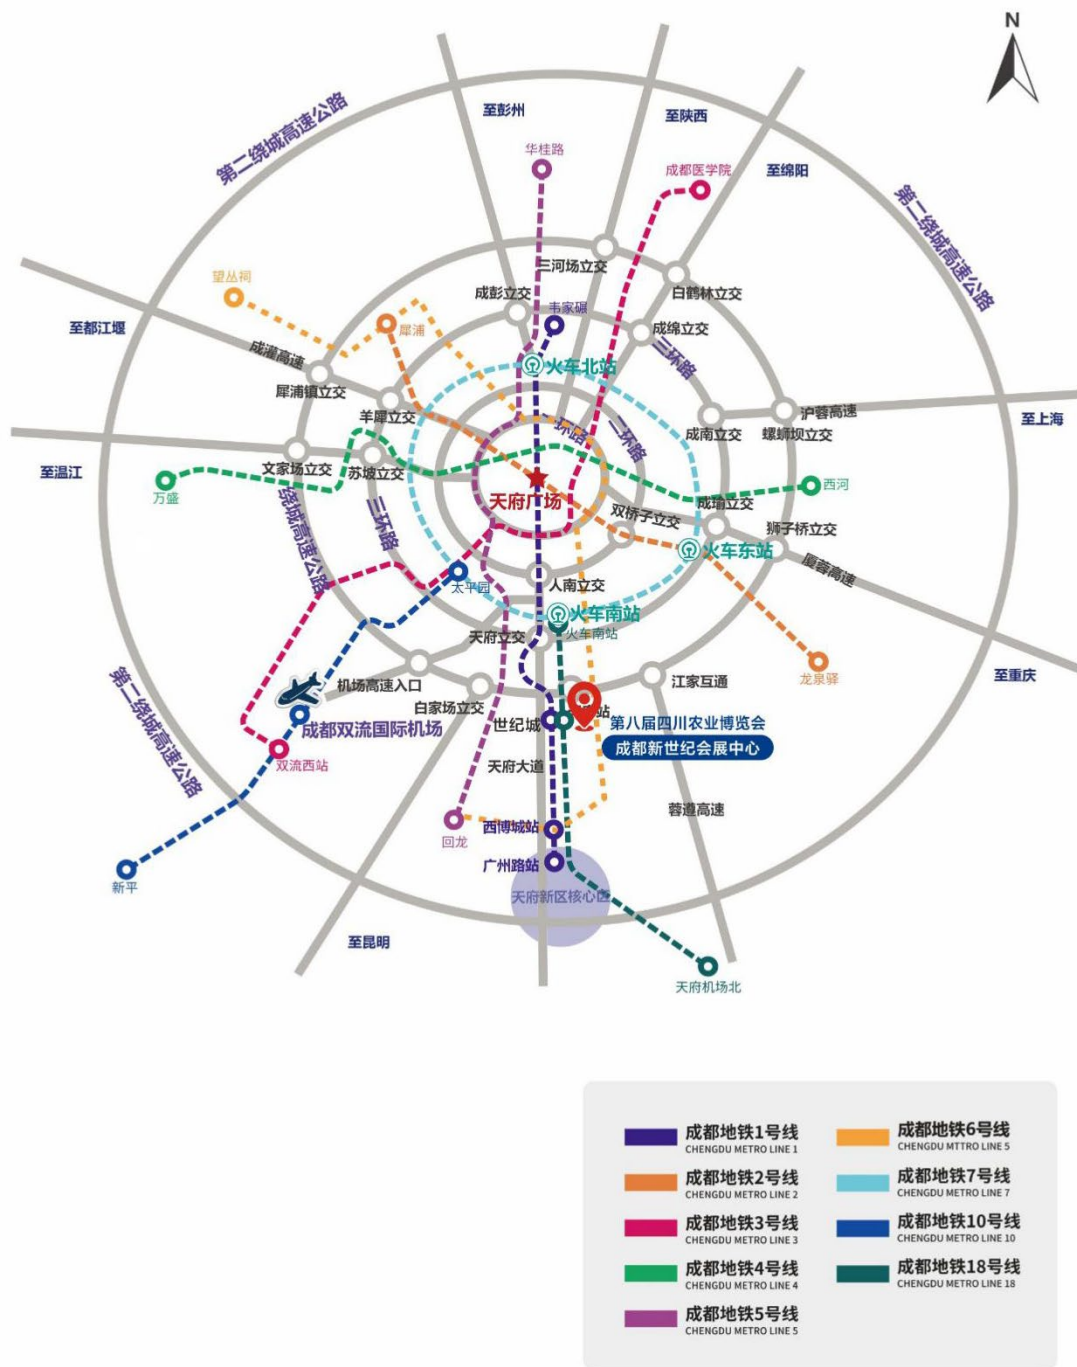 N
至彭州
至陕西
第二绕城高速公路
华桂路
成都医学院
至绵阳
第二绕城高速公路
三河场立交
望丛祠
成彭立交
韦家碾
白鹤林立交
至都江堰
犀浦
成绵立交
三环路
成灌高速
火车北站
犀浦镇立交
羊犀立交
沪蓉高速
至上海
一环路
二环路
成南立交
螺蛳坝立交
至温江
文家场立交
苏坡立交
万盛
西河
天府广场
成瑜立交
双桥子立交
狮子桥立交
绕城高速公路
三环路
火车东站
厦蓉高速
太平园
人南立交
火车南站
天府立交
火车南站
龙泉驿
至重庆
机场高速入口
江家互通
第二绕城高速公路
白家场立交
站
成都双流国际机场
世纪城
第八届四川农业博览会
成都新世纪会展中心
双流西站
天府大道
蓉遵高速
西博城站
回龙
广州路站
新平
天府新区核心区
至昆明
天府机场北
成都地铁1号线
CHENGDU METRO LINE 1
成都地铁2号线
CHENGDU METRO LINE 2
成都地铁3号线
CHENGDU METRO LINE 3
成都地铁4号线
CHENGDU METRO LINE 4
成都地铁5号线
CHENGDU METRO LINE 5
成都地铁6号线
CHENGDU MTTRO LINE 5
成都地铁7号线
CHENGDU METRO LINE 7
成都地铁10号线
CHENGDU METRO LINE 10
成都地铁18号线
CHENGDU METRO LINE 18